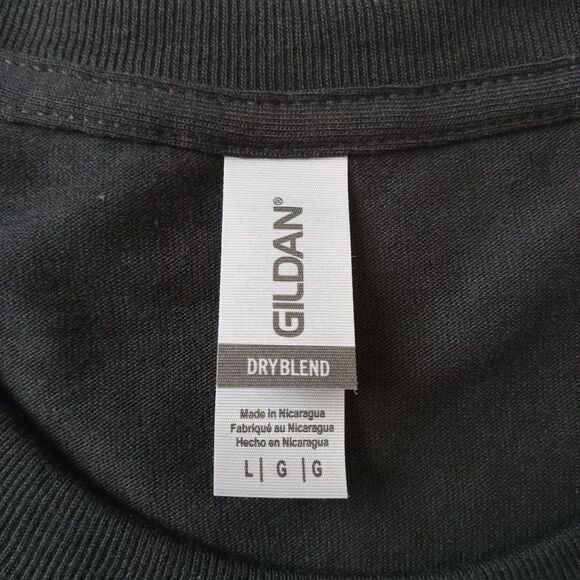 GILDAN®
DRYBLEND
Made in Nicaragua
Fabriqué au Nicaragua
Hecho en Nicaragua
L | G | G